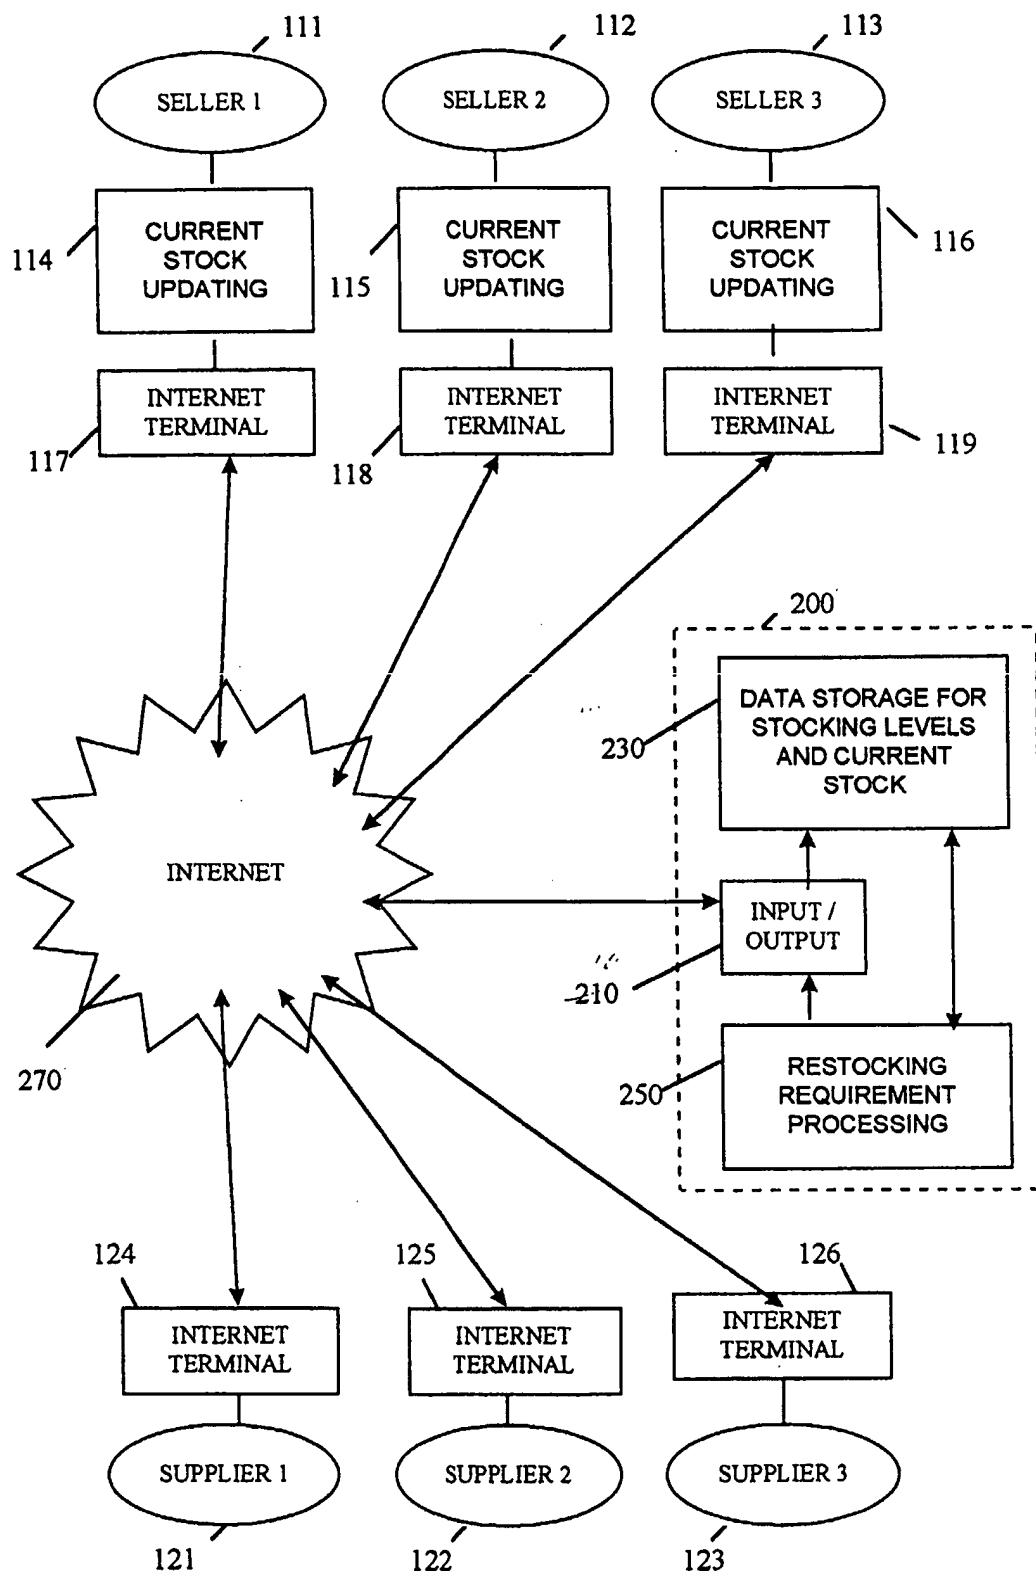 111
112
113
SELLER 1
SELLER 2
SELLER 3
CURRENT
STOCK
UPDATING
CURRENT
STOCK
UPDATING
CURRENT
STOCK
UPDATING
114
115
116
INTERNET
TERMINAL
INTERNET
TERMINAL
INTERNET
TERMINAL
117
118
119
200
DATA STORAGE FOR
STOCKING LEVELS
AND CURRENT
STOCK
230
INTERNET
INPUT /
OUTPUT
210
270
RESTOCKING
REQUIREMENT
PROCESSING
250
124
125
126
INTERNET
TERMINAL
INTERNET
TERMINAL
INTERNET
TERMINAL
SUPPLIER 1
SUPPLIER 2
SUPPLIER 3
121
122
123